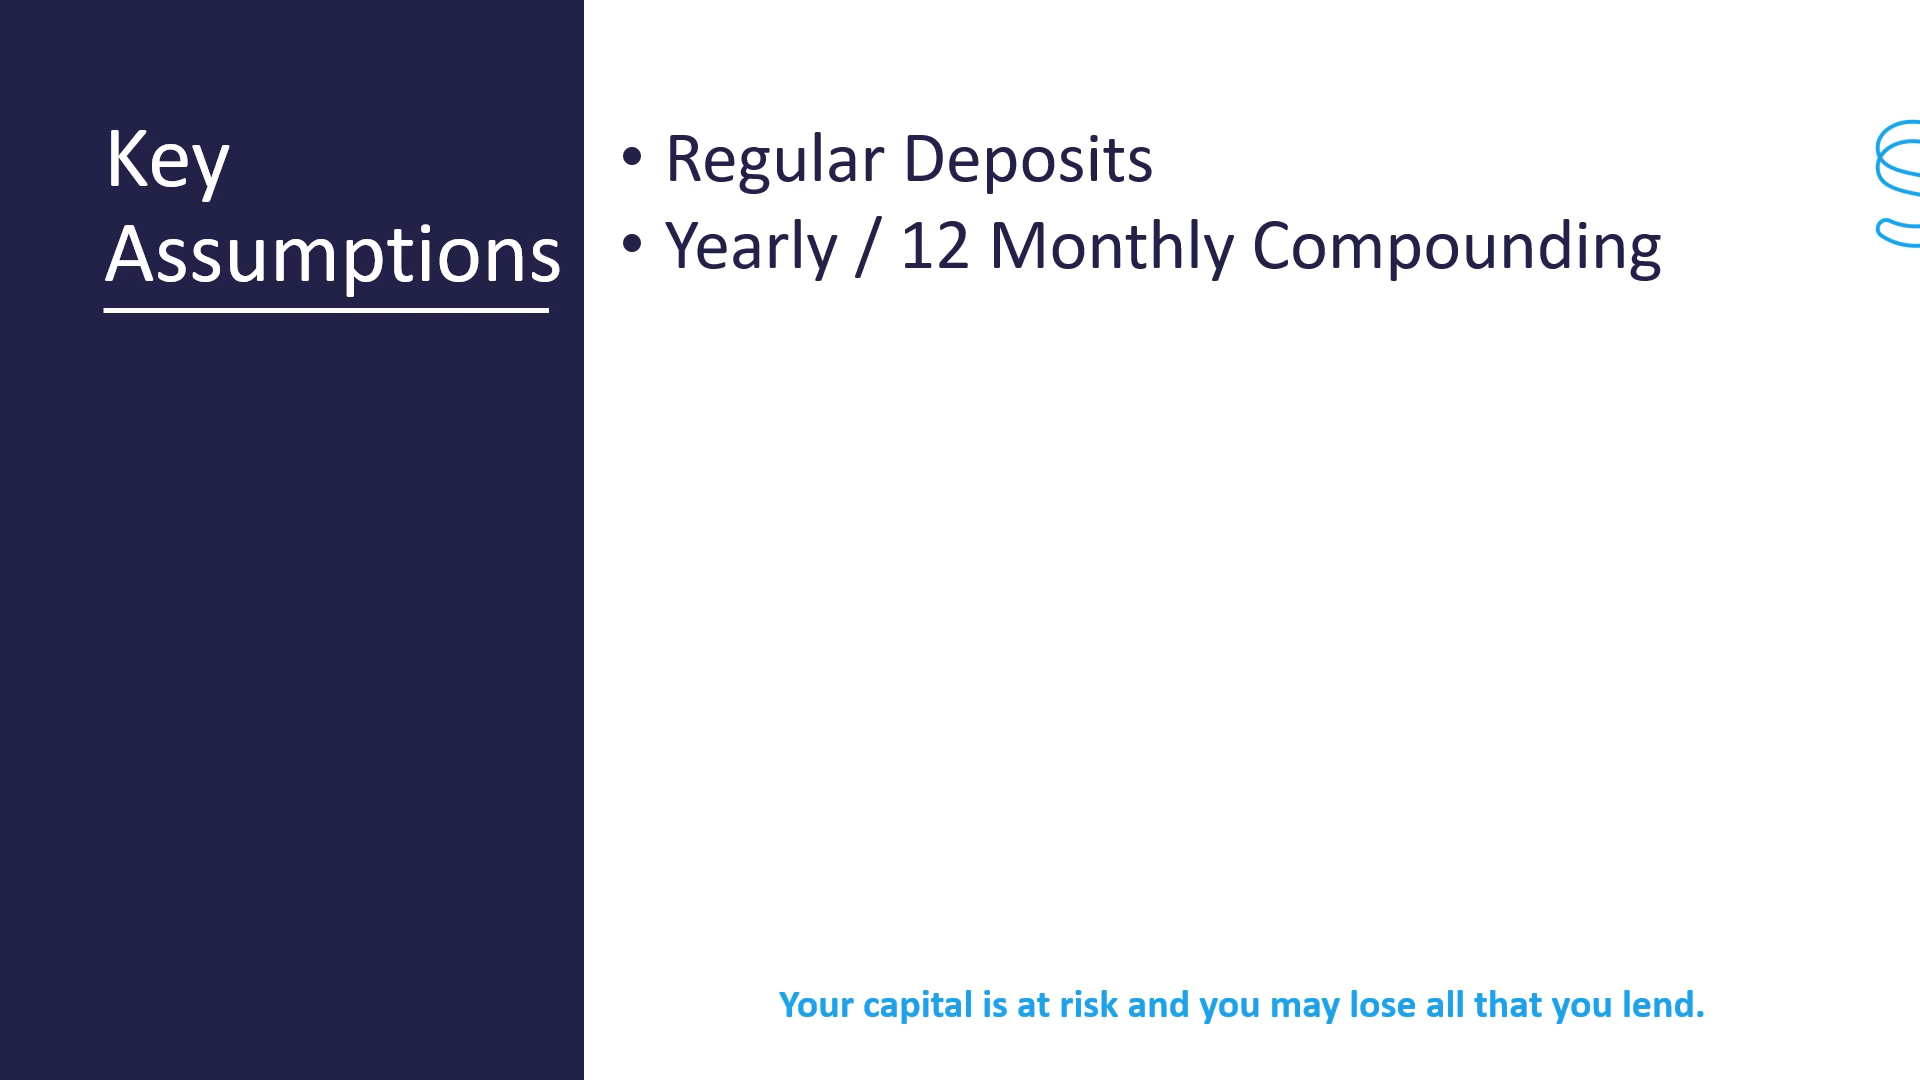 Key
Assumptions
• Regular Deposits
• Yearly / 12 Monthly Compounding
Your capital is at risk and you may lose all that you lend.